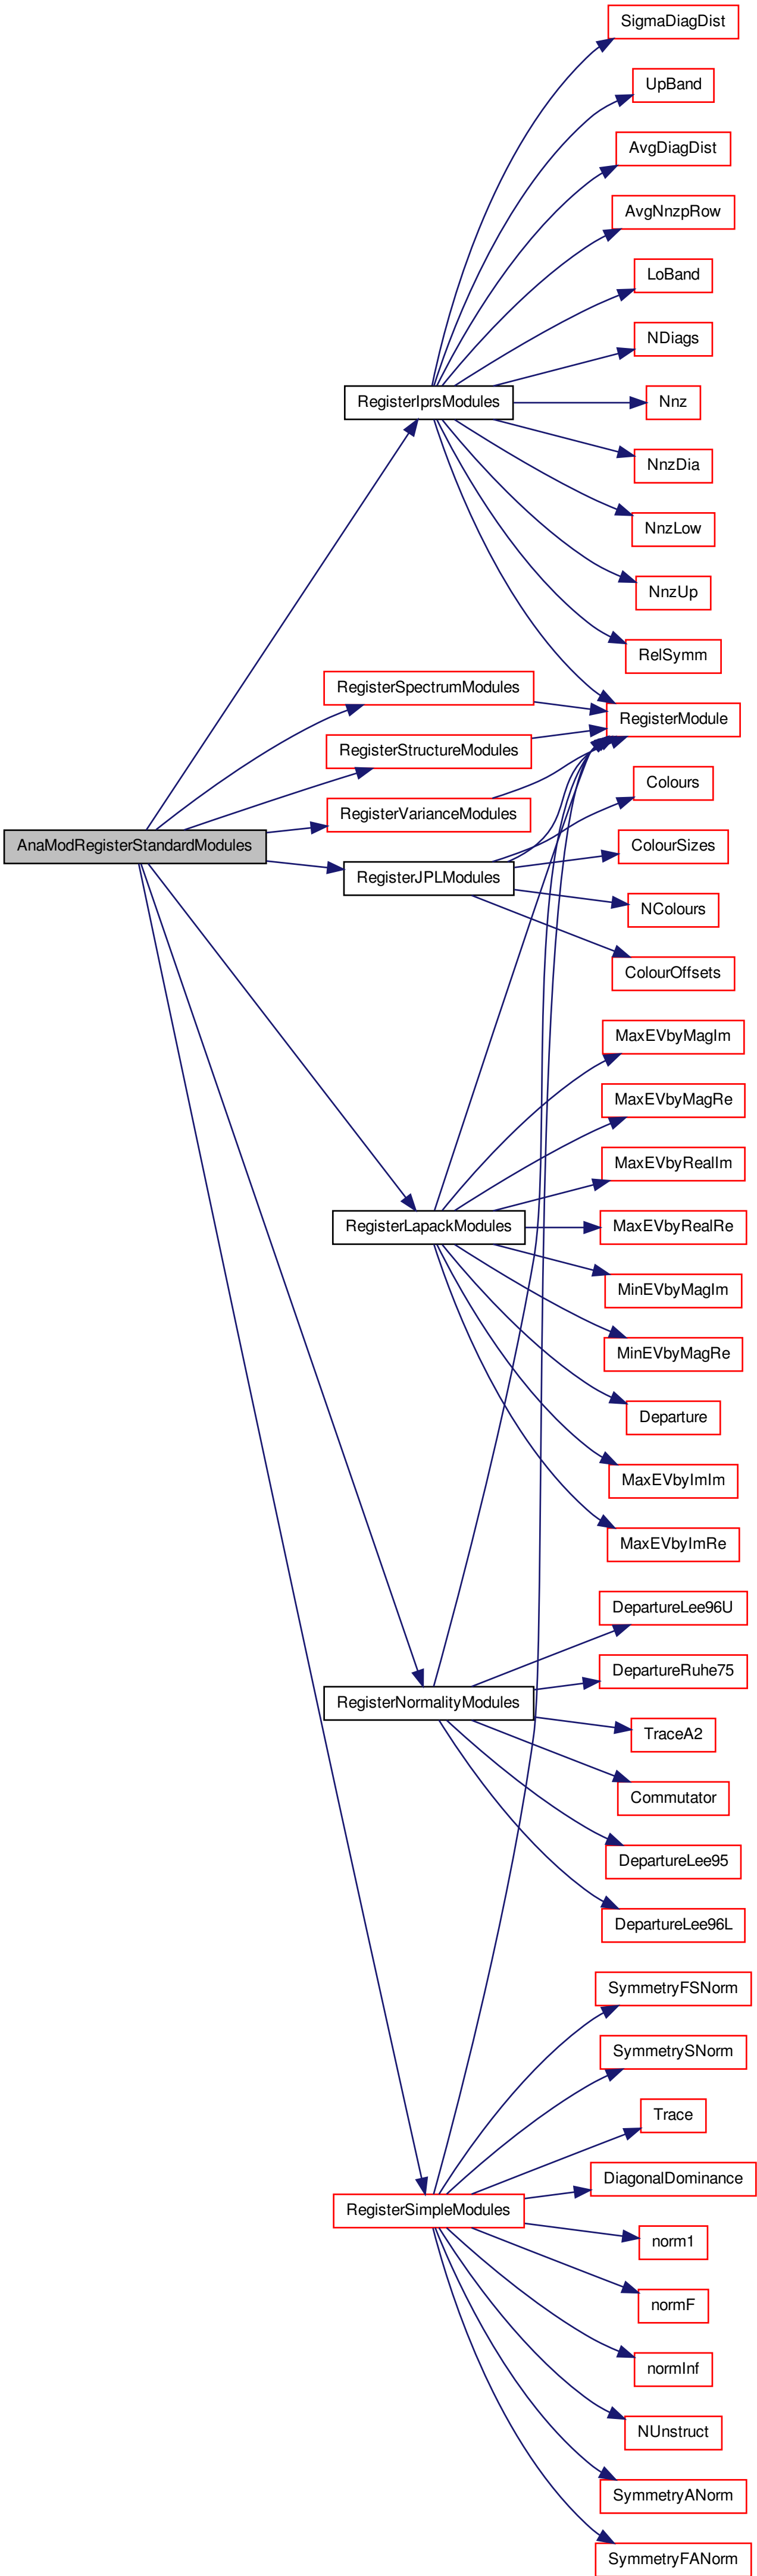 SigmaDiagDist
UpBand
AvgDiagDist
AvgNnzpRow
LoBand
NDiags
RegisterIprsModules
Nnz
NnzDia
NnzLow
NnzUp
RelSymm
RegisterSpectrumModules
RegisterModule
RegisterStructureModules
Colours
RegisterVarianceModules
AnaModRegisterStandardModules
ColourSizes
RegisterJPLModules
NColours
ColourOffsets
MaxEVbyMagIm
MaxEVbyMagRe
MaxEVbyRealIm
RegisterLapackModules
MaxEVbyRealRe
MinEVbyMagIm
MinEVbyMagRe
Departure
MaxEVbyImIm
MaxEVbyImRe
DepartureLee96U
DepartureRuhe75
RegisterNormalityModules
TraceA2
Commutator
DepartureLee95
DepartureLee96L
SymmetryFSNorm
SymmetrySNorm
Trace
DiagonalDominance
RegisterSimpleModules
norm1
normF
normInf
NUnstruct
SymmetryANorm
SymmetryFANorm